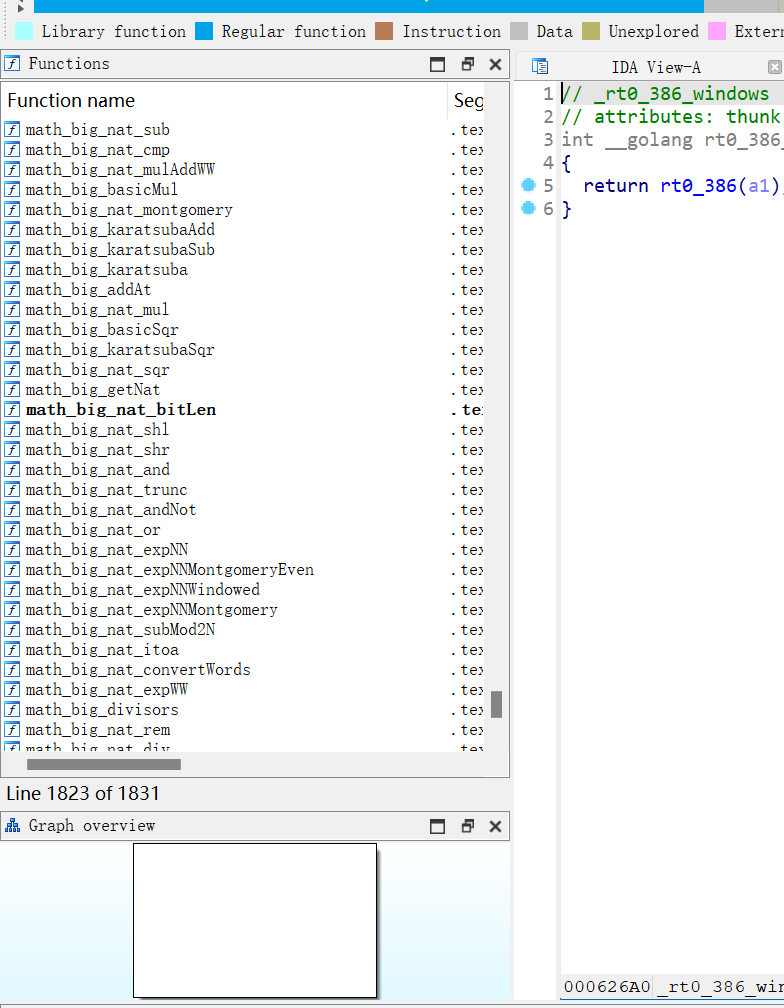 Library function Regular function Instruction Data Unexplored Extern
Functions
Function name Seg
math_big_nat_sub .tex
math_big_nat_cmp .tex
math_big_nat_mulAddWW .tex
math_big_basicMul .tex
math_big_nat_montgomery .tex
math_big_karatsubaAdd .tex
math_big_karatsubaSub .tex
math_big_karatsuba .tex
math_big_addAt .tex
math_big_nat_mul .tex
math_big_basicSqr .tex
math_big_karatsubaSqr .tex
math_big_nat_sqr .tex
math_big_getNat .tex
math_big_nat_bitLen .tex
math_big_nat_shl .tex
math_big_nat_shr .tex
math_big_nat_and .tex
math_big_nat_trunc .tex
math_big_nat_andNot .tex
math_big_nat_or .tex
math_big_nat_expNN .tex
math_big_nat_expNNMontgomeryEven .tex
math_big_nat_expNNWindowed .tex
math_big_nat_expNNMontgomery .tex
math_big_nat_subMod2N .tex
math_big_nat_itoa .tex
math_big_nat_convertWords .tex
math_big_nat_expWW .tex
math_big_divisors .tex
math_big_nat_rem .tex
math_big_nat_div .tex
Line 1823 of 1831
Graph overview
IDA View-A
1 // _rt0_386_windows
2 // attributes: thunk
3 int __golang rt0_386_
4 {
5 return rt0_386(a1)
6 }
000626A0 _rt0_386_win